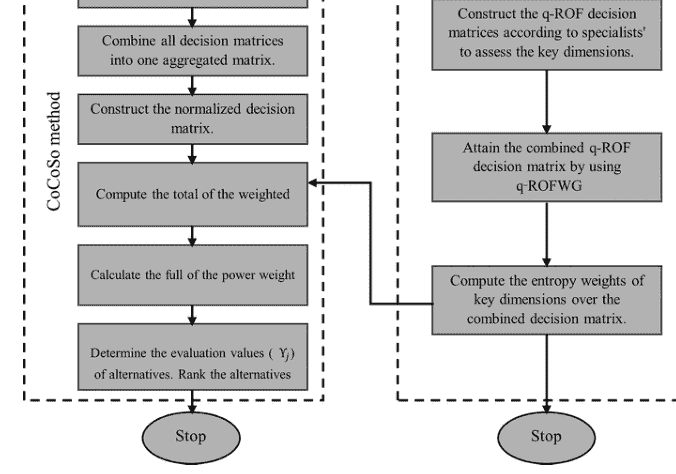 CoCoSo method
Combine all decision matrices
into one aggregated matrix.
Construct the normalized decision
matrix.
Compute the total of the weighted
Calculate the full of the power weight
Determine the evaluation values ( Yj)
of alternatives. Rank the alternatives
Stop
Construct the q-ROF decision
matrices according to specialists'
to assess the key dimensions.
Attain the combined q-ROF
decision matrix by using
q-ROFWG
Compute the entropy weights of
key dimensions over the
combined decision matrix.
Stop